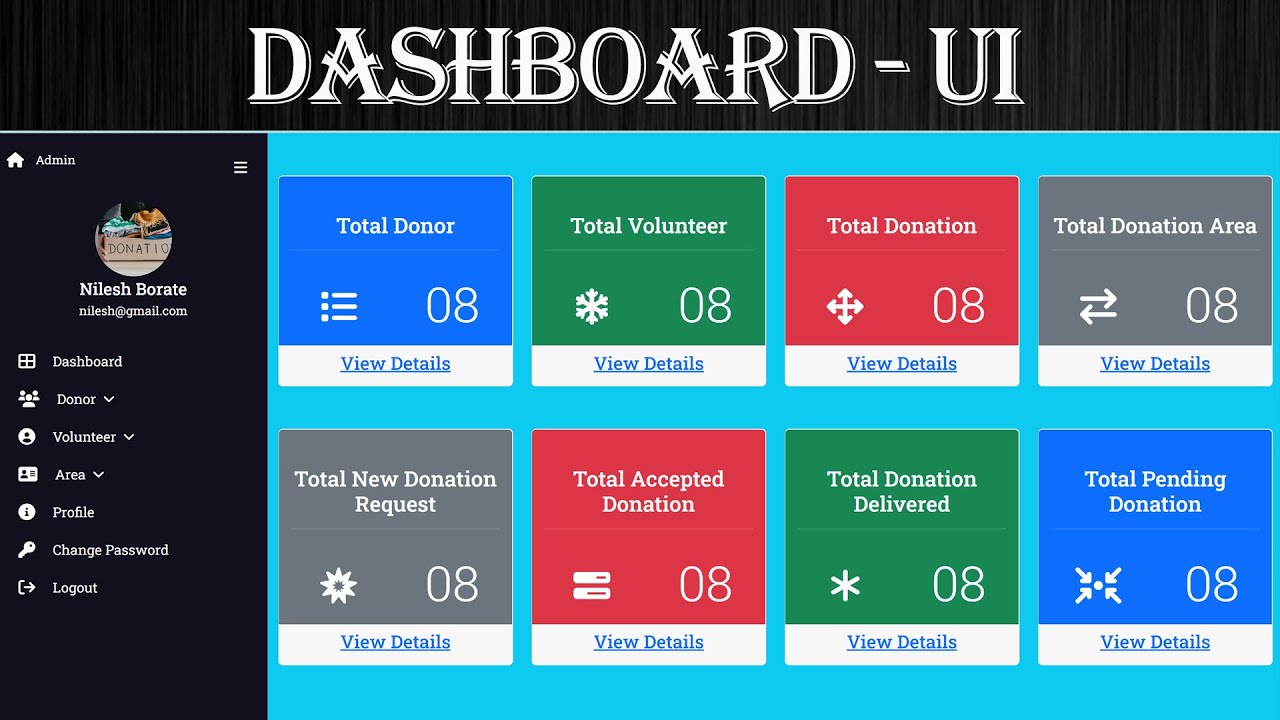 DASHBOARD - UI
Admin
DONATIO
Nilesh Borate
nilesh@gmail.com
Dashboard
Donor
Volunteer
Area
Profile
Change Password
Logout
Total Donor
08
View Details
Total Volunteer
08
View Details
Total Donation
08
View Details
Total Donation Area
08
View Details
Total New Donation
Request
08
View Details
Total Accepted
Donation
08
View Details
Total Donation
Delivered
08
View Details
Total Pending
Donation
08
View Details